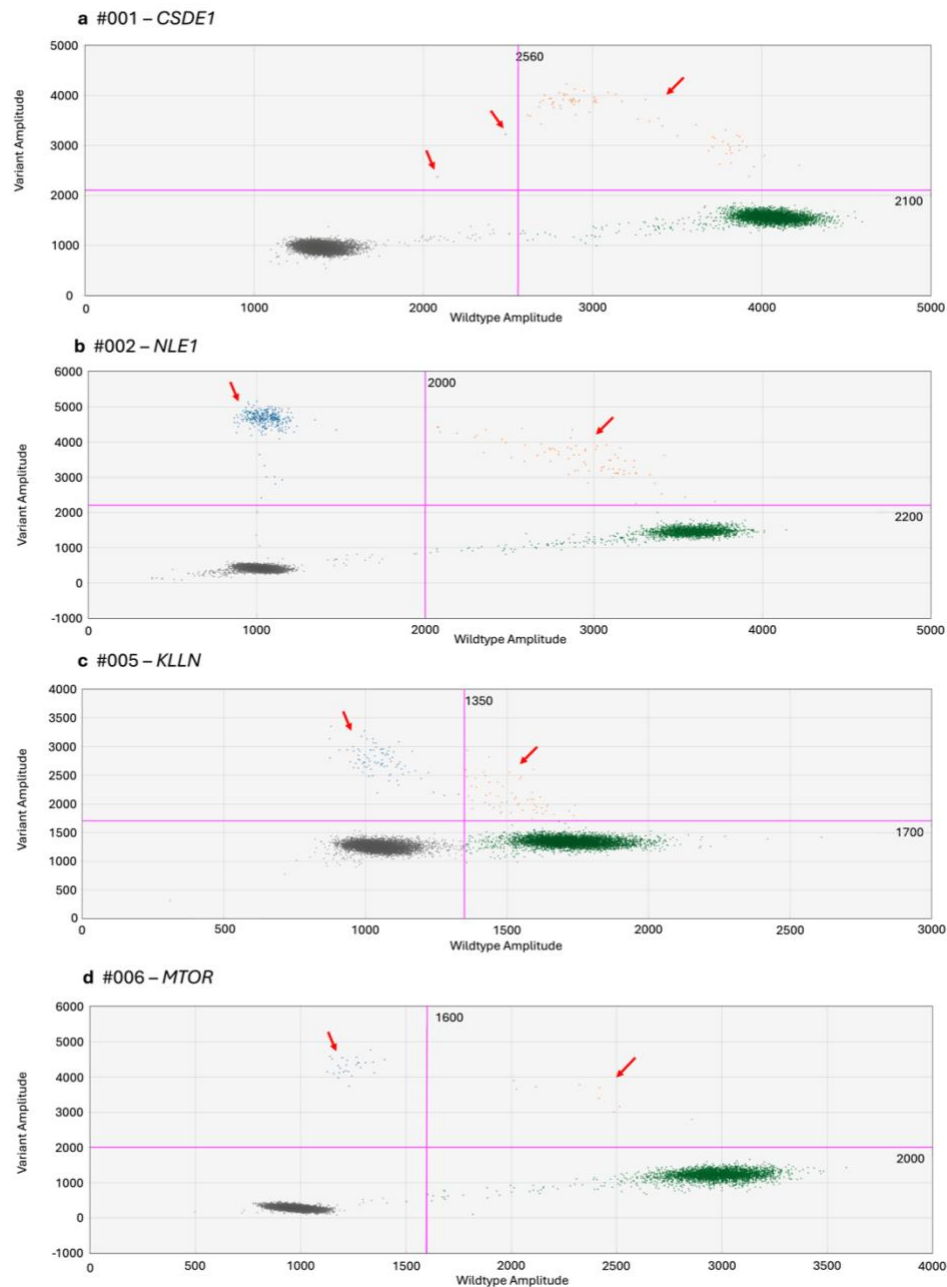 a #001 – CSDE1
5000
4000
3000
2000
1000
0
Variant Amplitude
2560
2100
0 1000 2000 3000 4000 5000
Wildtype Amplitude
b #002 – NLE1
6000
5000
4000
3000
2000
1000
0
-1000
Variant Amplitude
2000
2200
0 1000 2000 3000 4000 5000
Wildtype Amplitude
c #005 – KLLN
4000
3500
3000
2500
2000
1500
1000
500
0
Variant Amplitude
1350
1700
0 500 1000 1500 2000 2500 3000
Wildtype Amplitude
d #006 – MTOR
6000
5000
4000
3000
2000
1000
0
-1000
Variant Amplitude
1600
2000
0 500 1000 1500 2000 2500 3000 3500 4000
Wildtype Amplitude